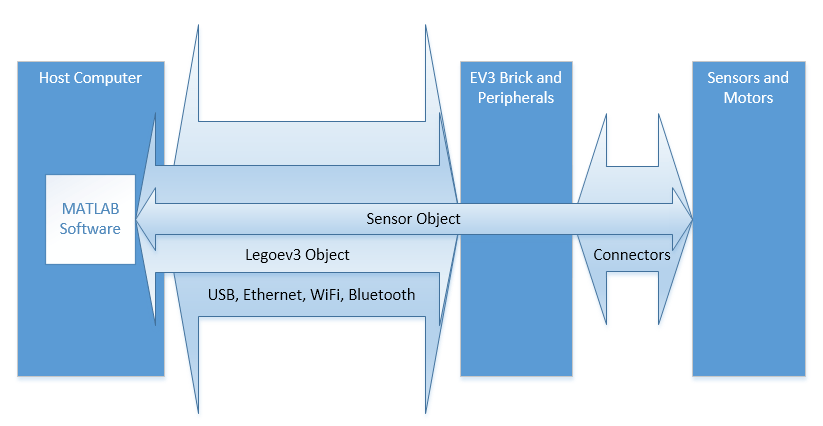 Host Computer
EV3 Brick and
Peripherals
Sensors and
Motors
MATLAB
Software
Sensor Object
Legoev3 Object
Connectors
USB, Ethernet, WiFi, Bluetooth